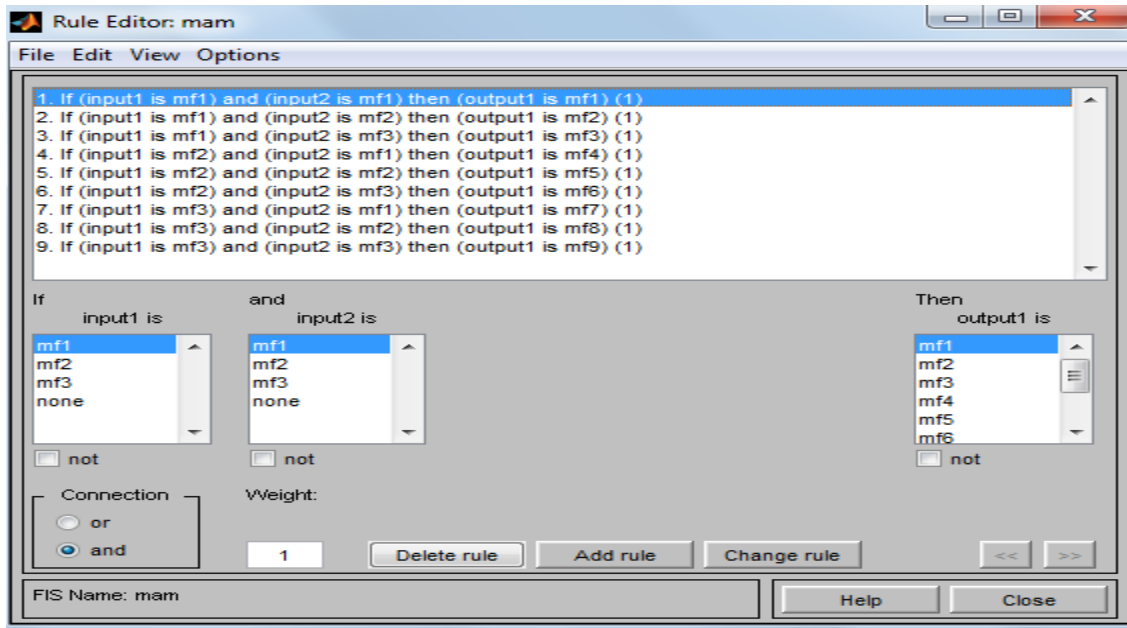 Rule Editor: mam
File Edit View Options
1. If (input1 is mf1) and (input2 is mf1) then (output1 is mf1) (1)
2. If (input1 is mf1) and (input2 is mf2) then (output1 is mf2) (1)
3. If (input1 is mf1) and (input2 is mf3) then (output1 is mf3) (1)
4. If (input1 is mf2) and (input2 is mf1) then (output1 is mf4) (1)
5. If (input1 is mf2) and (input2 is mf2) then (output1 is mf5) (1)
6. If (input1 is mf2) and (input2 is mf3) then (output1 is mf6) (1)
7. If (input1 is mf3) and (input2 is mf1) then (output1 is mf7) (1)
8. If (input1 is mf3) and (input2 is mf2) then (output1 is mf8) (1)
9. If (input1 is mf3) and (input2 is mf3) then (output1 is mf9) (1)
If
input1 is
mf1
mf2
mf3
none
not
and
input2 is
mf1
mf2
mf3
none
not
Then
output1 is
mf1
mf2
mf3
mf4
mf5
mf6
not
Connection
or
and
Weight:
1
Delete rule
Add rule
Change rule
<<
>>
FIS Name: mam
Help
Close